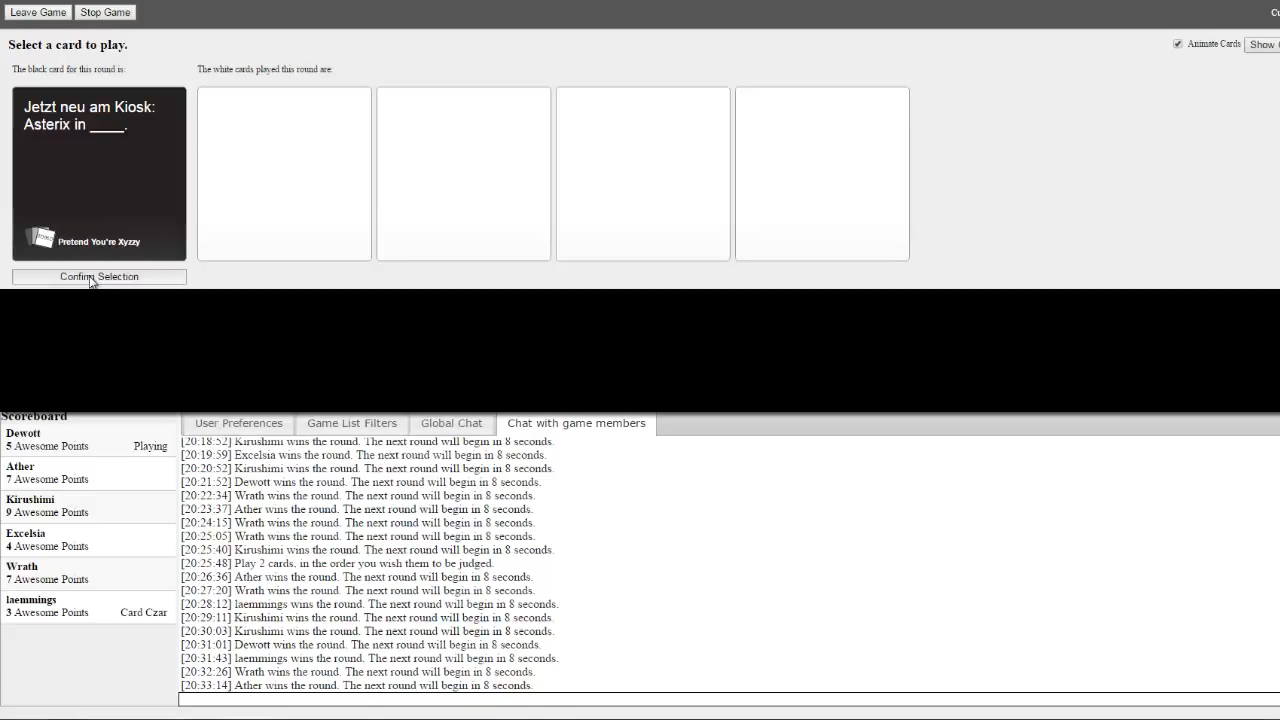 Leave Game Stop Game
Select a card to play.
Animate Cards Show
The black card for this round is:
The white cards played this round are:
Jetzt neu am Kiosk:
Asterix in ____.
Pretend You're Xyzzy
Confirm Selection
Scoreboard
User Preferences Game List Filters Global Chat Chat with game members
Dewott
5 Awesome Points Playing
Ather
7 Awesome Points
Kirushimi
9 Awesome Points
Excelsia
4 Awesome Points
Wrath
7 Awesome Points
laemmings
3 Awesome Points Card Czar
[20:18:52] Kirushimi wins the round. The next round will begin in 8 seconds.
[20:19:59] Excelsia wins the round. The next round will begin in 8 seconds.
[20:20:52] Kirushimi wins the round. The next round will begin in 8 seconds.
[20:21:52] Dewott wins the round. The next round will begin in 8 seconds.
[20:22:34] Wrath wins the round. The next round will begin in 8 seconds.
[20:23:37] Ather wins the round. The next round will begin in 8 seconds.
[20:24:15] Wrath wins the round. The next round will begin in 8 seconds.
[20:25:05] Wrath wins the round. The next round will begin in 8 seconds.
[20:25:40] Kirushimi wins the round. The next round will begin in 8 seconds.
[20:25:48] Play 2 cards, in the order you wish them to be judged.
[20:26:36] Ather wins the round. The next round will begin in 8 seconds.
[20:27:20] Wrath wins the round. The next round will begin in 8 seconds.
[20:28:12] laemmings wins the round. The next round will begin in 8 seconds.
[20:29:11] Kirushimi wins the round. The next round will begin in 8 seconds.
[20:30:03] Kirushimi wins the round. The next round will begin in 8 seconds.
[20:31:01] Dewott wins the round. The next round will begin in 8 seconds.
[20:31:43] laemmings wins the round. The next round will begin in 8 seconds.
[20:32:26] Wrath wins the round. The next round will begin in 8 seconds.
[20:33:14] Ather wins the round. The next round will begin in 8 seconds.